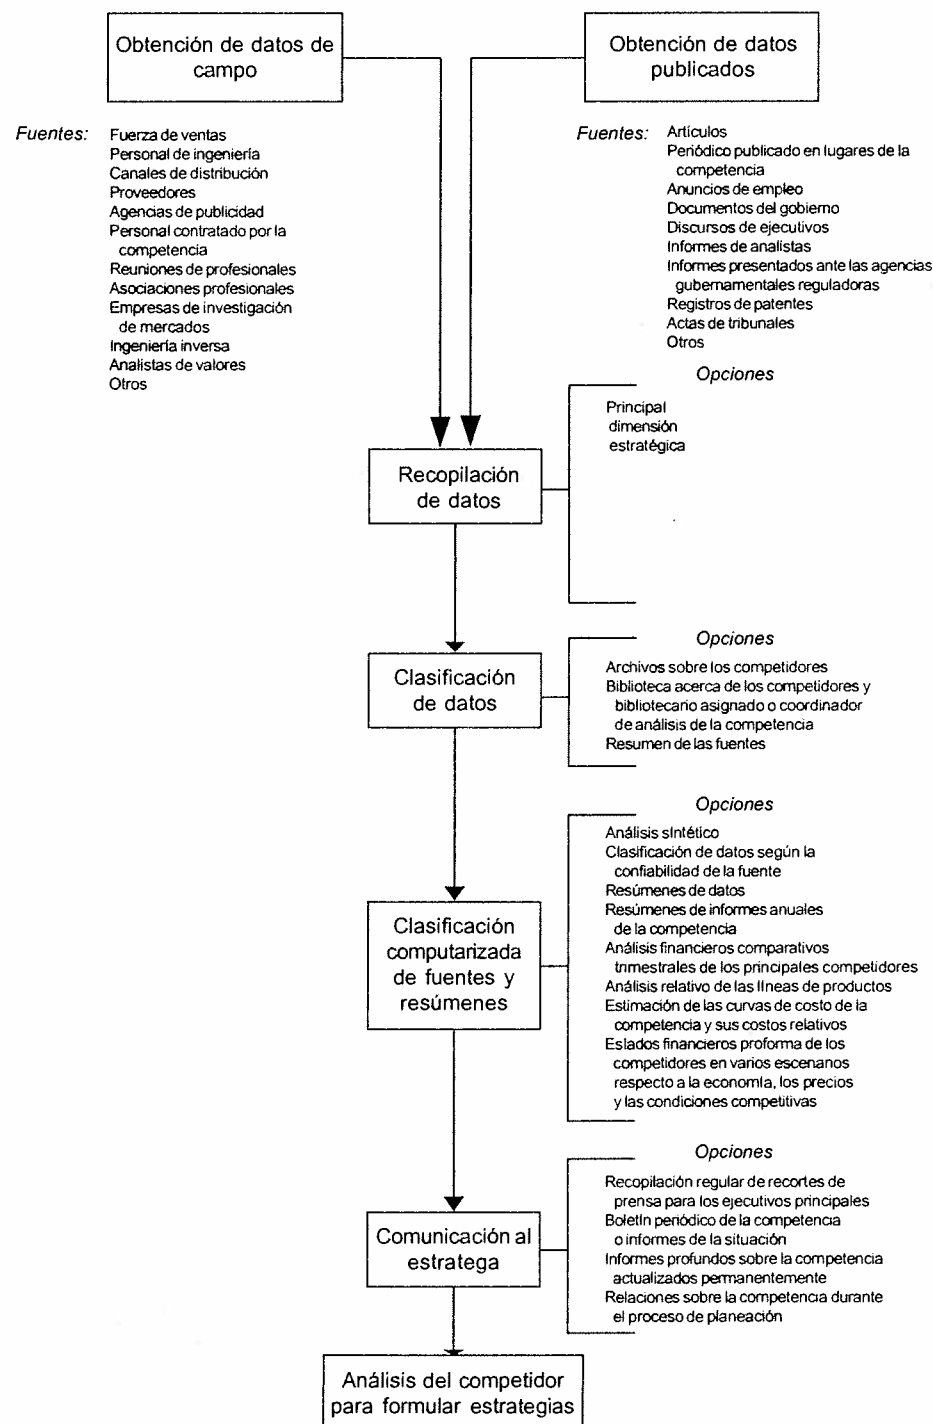 Obtención de datos de
campo
Obtención de datos
publicados
Fuentes:
Fuerza de ventas
Personal de ingeniería
Canales de distribución
Proveedores
Agencias de publicidad
Personal contratado por la
competencia
Reuniones de profesionales
Asociaciones profesionales
Empresas de investigación
de mercados
Ingeniería inversa
Analistas de valores
Otros
Fuentes:
Artículos
Periódico publicado en lugares de la
competencia
Anuncios de empleo
Documentos del gobierno
Discursos de ejecutivos
Informes de analistas
Informes presentados ante las agencias
gubernamentales reguladoras
Registros de patentes
Actas de tribunales
Otros
Opciones
Principal
dimensión
estratégica
Recopilación
de datos
Opciones
Archivos sobre los competidores
Biblioteca acerca de los competidores y
bibliotecario asignado o coordinador
de análisis de la competencia
Resumen de las fuentes
Clasificación
de datos
Opciones
Análisis sintético
Clasificación de datos según la
confiabilidad de la fuente
Resúmenes de datos
Resúmenes de informes anuales
de la competencia
Análisis financieros comparativos
trimestrales de los principales competidores
Análisis relativo de las líneas de productos
Estimación de las curvas de costo de la
competencia y sus costos relativos
Estados financieros proforma de los
competidores en varios escenarios
respecto a la economía, los precios
y las condiciones competitivas
Clasificación
computarizada
de fuentes y
resúmenes
Opciones
Recopilación regular de recortes de
prensa para los ejecutivos principales
Boletín periódico de la competencia
o informes de la situación
Informes profundos sobre la competencia
actualizados permanentemente
Relaciones sobre la competencia durante
el proceso de planeación
Comunicación al
estratega
Análisis del competidor
para formular estrategias